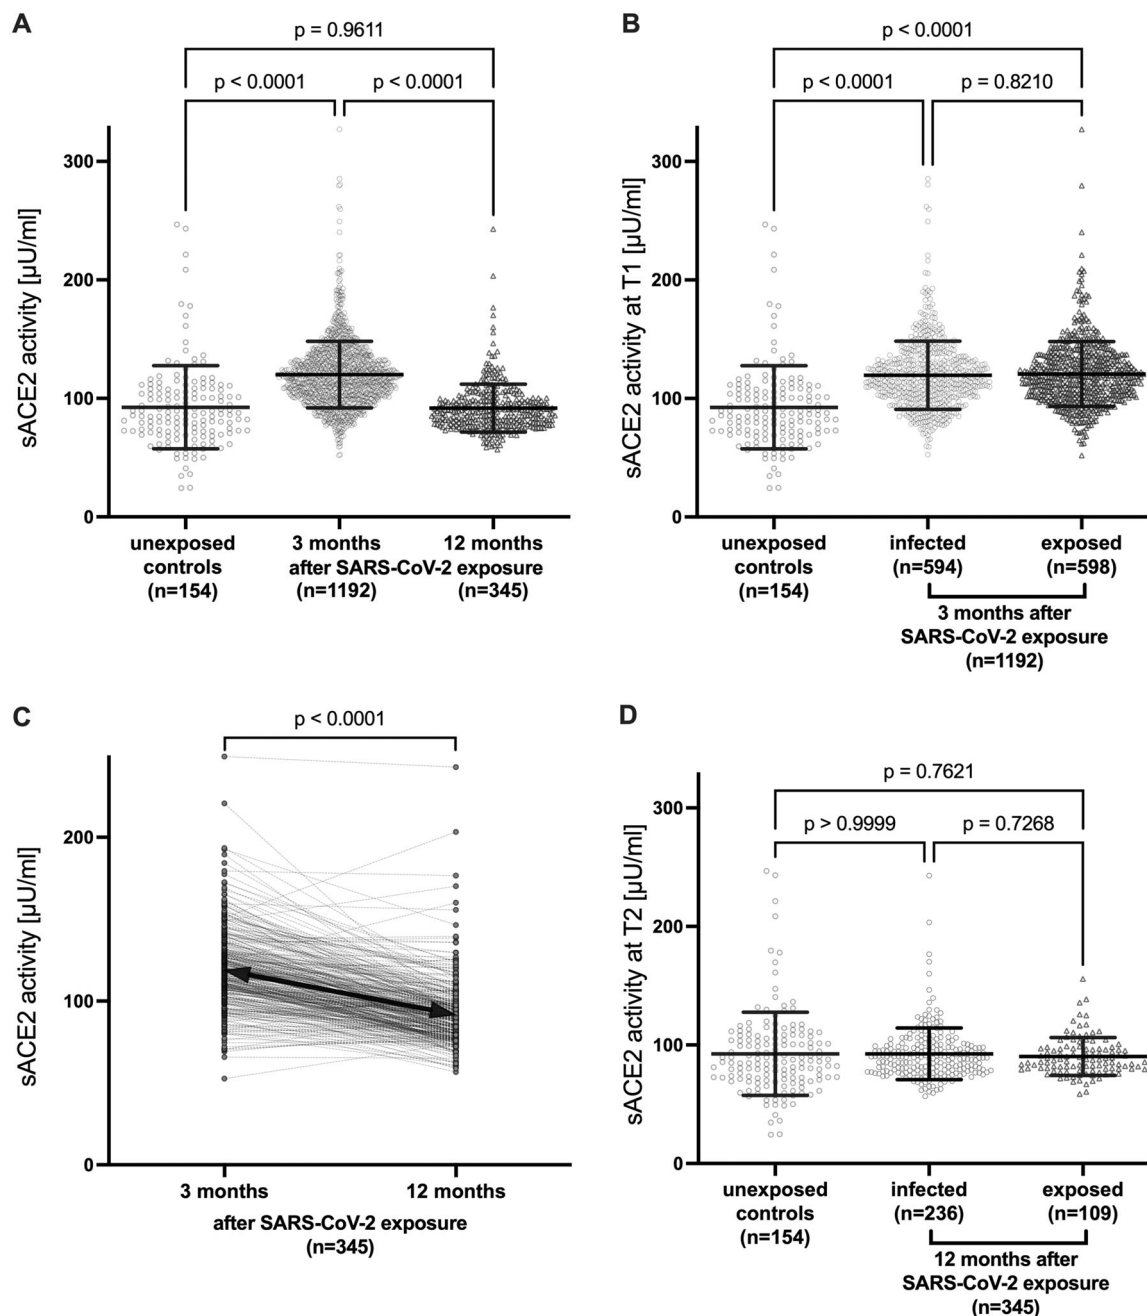 A
p = 0.9611
p < 0.0001
p < 0.0001
sACE2 activity [µU/ml]
300
200
100
0
unexposed
controls
(n=154)
3 months
12 months
after SARS-CoV-2 exposure
(n=1192)
(n=345)
B
p < 0.0001
p < 0.0001
p = 0.8210
sACE2 activity at T1 [µU/ml]
300
200
100
0
unexposed
controls
(n=154)
infected
(n=594)
exposed
(n=598)
3 months after
SARS-CoV-2 exposure
(n=1192)
C
p < 0.0001
sACE2 activity [µU/ml]
200
100
0
3 months
12 months
after SARS-CoV-2 exposure
(n=345)
D
p = 0.7621
p > 0.9999
p = 0.7268
sACE2 activity at T2 [µU/ml]
300
200
100
0
unexposed
controls
(n=154)
infected
(n=236)
exposed
(n=109)
12 months after
SARS-CoV-2 exposure
(n=345)